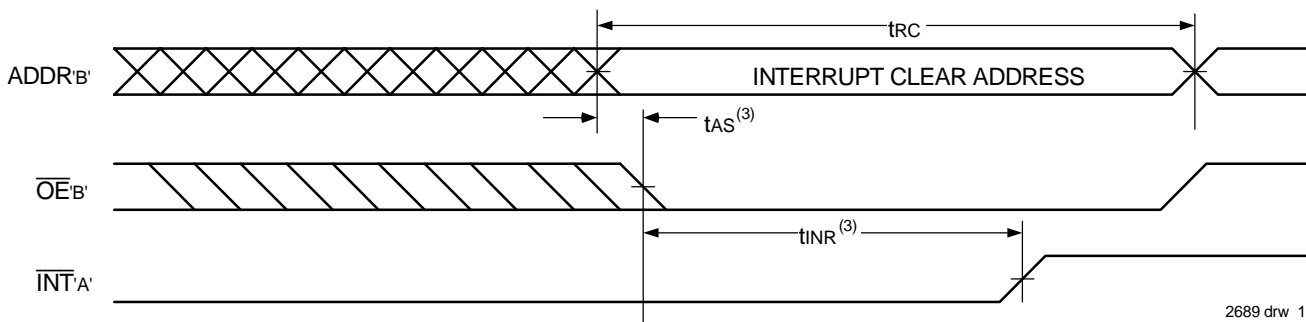 tRC
ADDR'B'
INTERRUPT CLEAR ADDRESS
tAS(3)
OE'B'
tINR(3)
INT'A'
2689 drw 1